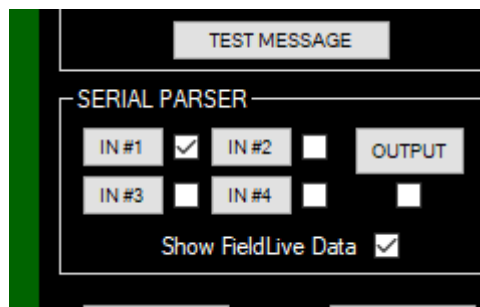 TEST MESSAGE
SERIAL PARSER
IN #1 IN #2 OUTPUT
IN #3 IN #4
Show FieldLive Data